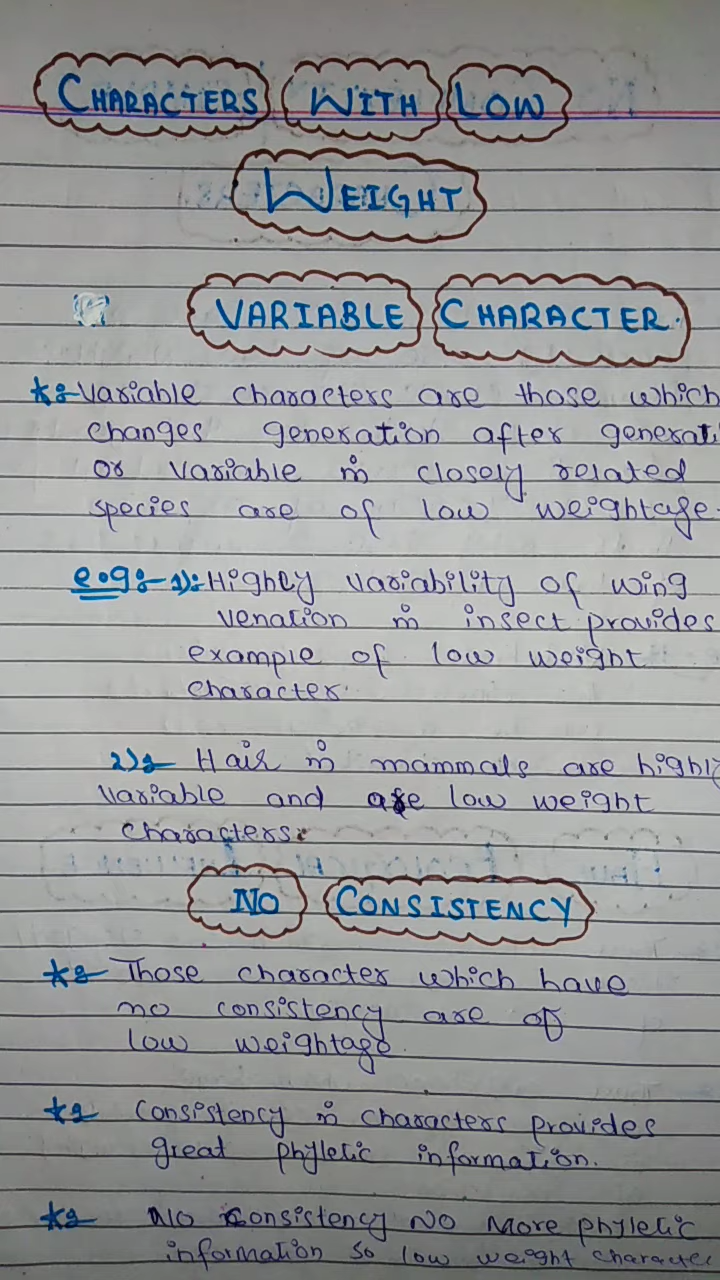 CHARACTERS WITH LOW
WEIGHT
VARIABLE CHARACTER.
*:- Variable characters are those which
changes generation after generati
or variable in closely related
species are of low weightage.
e.g:- 1):- Highly variability of wing
venation in insect provides
example of low weight
character.
2):- Hair in mammals are highly
variable and are low weight
characters.
NO CONSISTENCY
*:- Those character which have
no consistency are of
low weightage.
*:- Consistency in characters provides
great phyletic information.
*:- No consistency No More phyletic
information so low weight characte